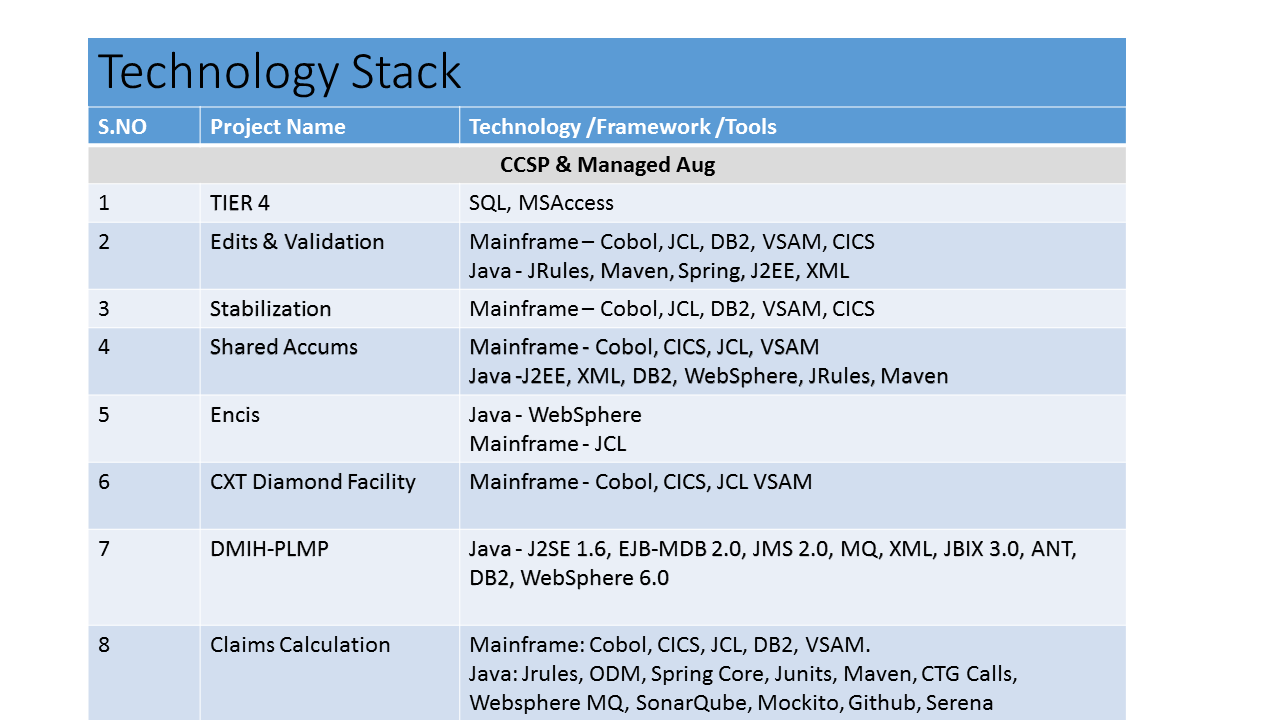 Technology Stack
S.NO Project Name Technology /Framework /Tools
CCSP & Managed Aug
1 TIER 4 SQL, MSAccess
2 Edits & Validation Mainframe – Cobol, JCL, DB2, VSAM, CICS
Java - JRules, Maven, Spring, J2EE, XML
3 Stabilization Mainframe – Cobol, JCL, DB2, VSAM, CICS
4 Shared Accums Mainframe - Cobol, CICS, JCL, VSAM
Java -J2EE, XML, DB2, WebSphere, JRules, Maven
5 Encis Java - WebSphere
Mainframe - JCL
6 CXT Diamond Facility Mainframe - Cobol, CICS, JCL VSAM
7 DMIH-PLMP Java - J2SE 1.6, EJB-MDB 2.0, JMS 2.0, MQ, XML, JBIX 3.0, ANT,
DB2, WebSphere 6.0
8 Claims Calculation Mainframe: Cobol, CICS, JCL, DB2, VSAM.
Java: Jrules, ODM, Spring Core, Junits, Maven, CTG Calls,
Websphere MQ, SonarQube, Mockito, Github, Serena